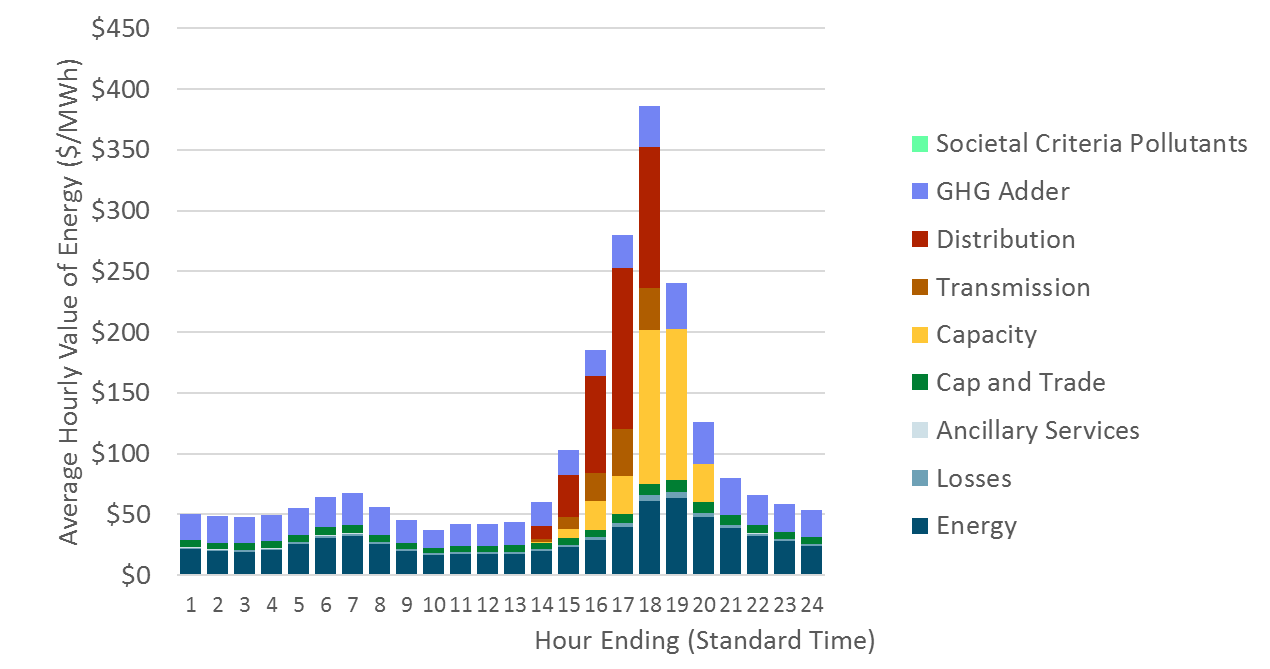 $450
$400
$350
$300
$250
$200
$150
$100
$50
$0
Average Hourly Value of Energy ($/MWh)
1 2 3 4 5 6 7 8 9 10 11 12 13 14 15 16 17 18 19 20 21 22 23 24
Hour Ending (Standard Time)
Societal Criteria Pollutants
GHG Adder
Distribution
Transmission
Capacity
Cap and Trade
Ancillary Services
Losses
Energy